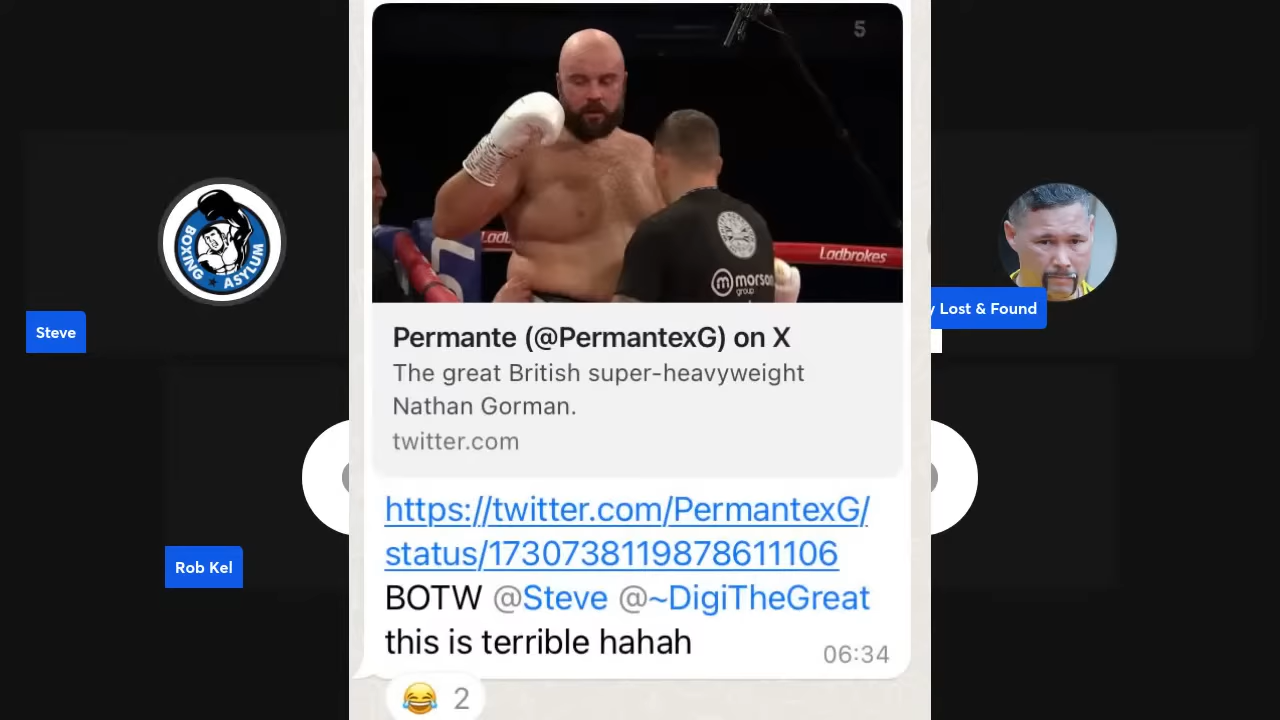 5
Ladb
Ladbrokes
morson
group
BOXING
ASYLUM
Permante (@PermantexG) on X
The great British super-heavyweight
Nathan Gorman.
twitter.com
https://twitter.com/PermantexG/
status/1730738119878611106
BOTW @Steve @~DigiTheGreat
this is terrible hahah
06:34
😂 2
Steve
y Lost & Found
Rob Kel